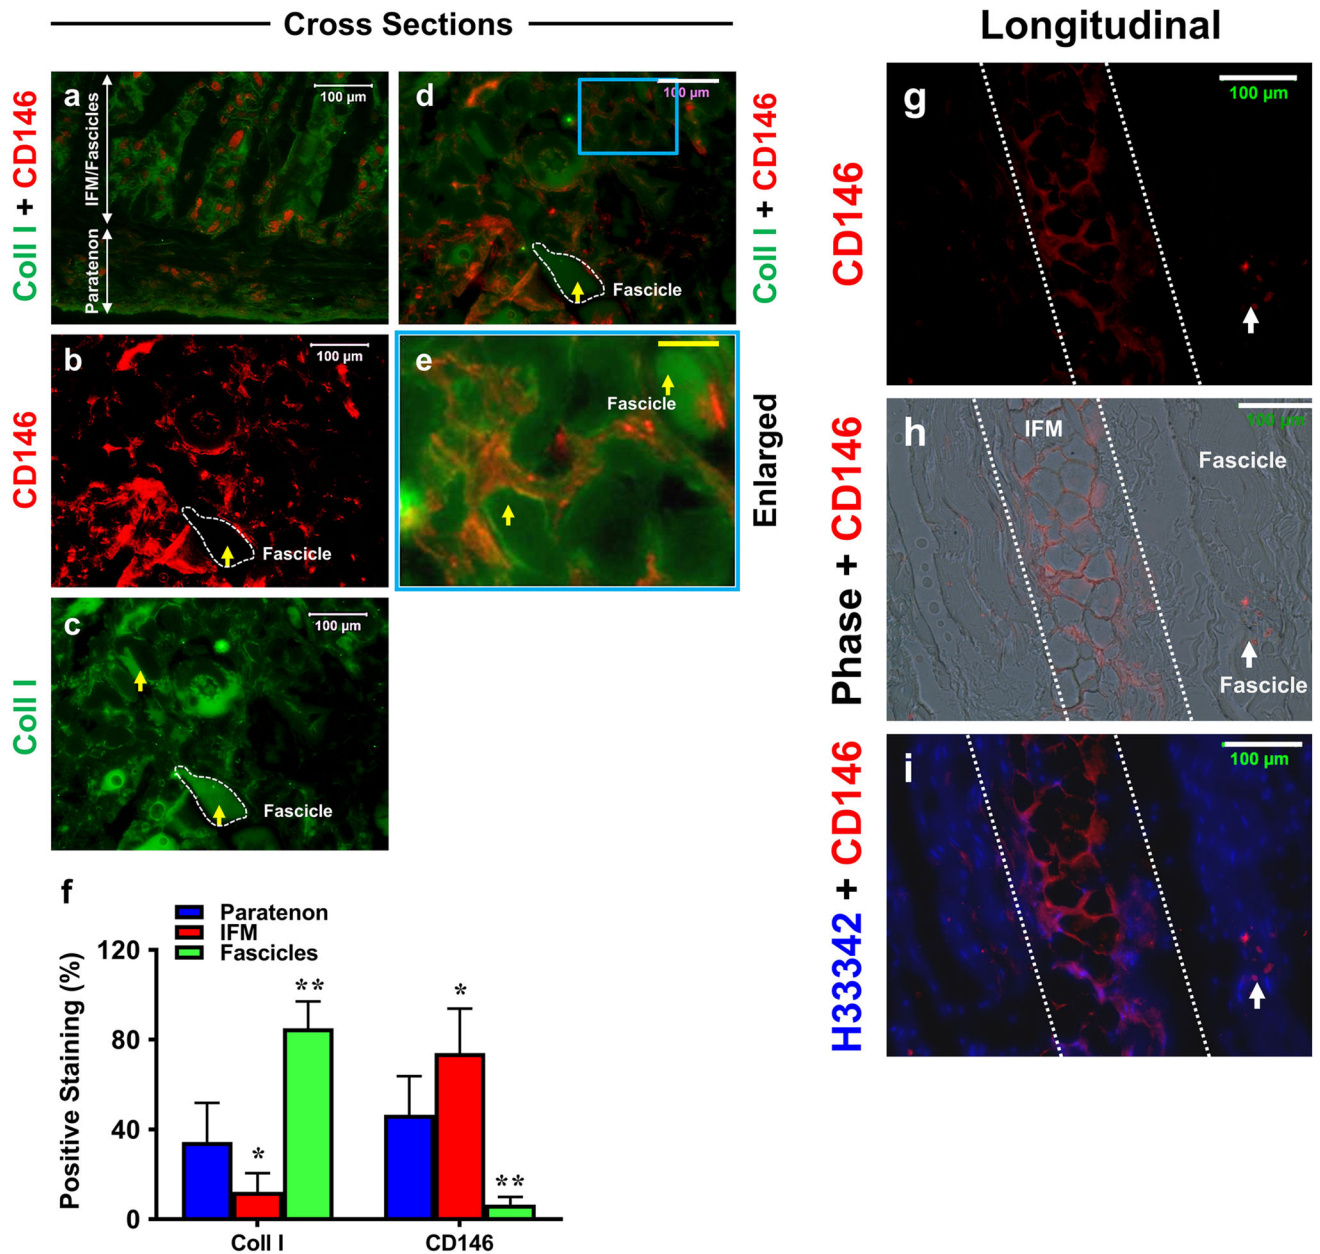 Cross Sections
Longitudinal
Coll I + CD146
a
IFM/Fascicles
Paratenon
100 µm
d
100 µm
Fascicle
Coll I + CD146
CD146
b
100 µm
Fascicle
e
Fascicle
Enlarged
Coll I
c
100 µm
Fascicle
CD146
g
100 µm
Phase + CD146
h
IFM
100 µm
Fascicle
Fascicle
H33342 + CD146
i
100 µm
f
Paratenon
IFM
Fascicles
Positive Staining (%)
120
80
40
0
*
**
*
**
Coll I
CD146